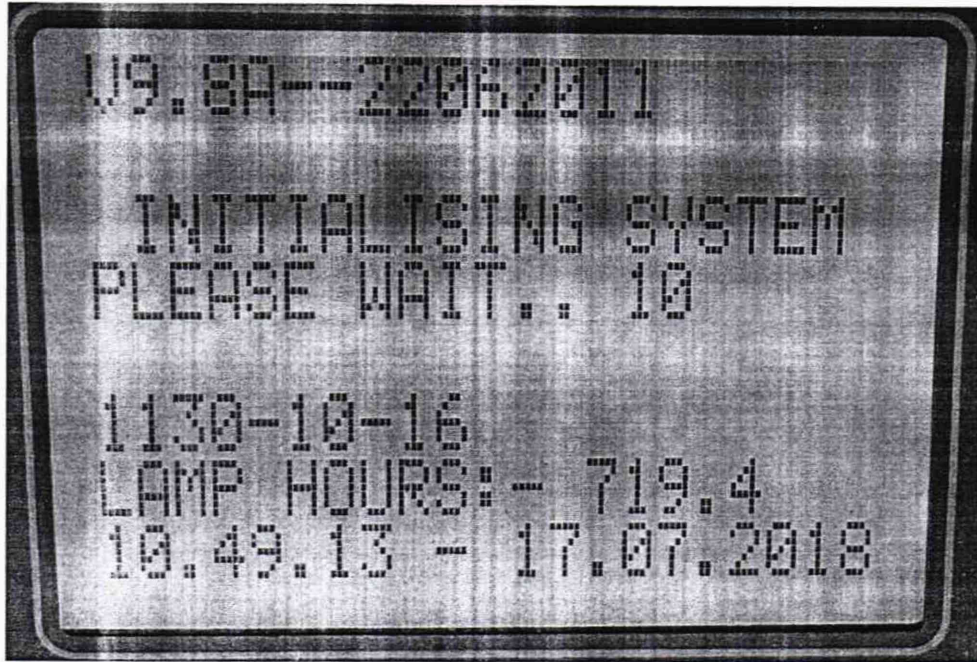 V9.8A--22062011
INITIALISING SYSTEM
PLEASE WAIT.. 10
1130-10-16
LAMP HOURS:- 719.4
10.49.13 - 17.07.2018